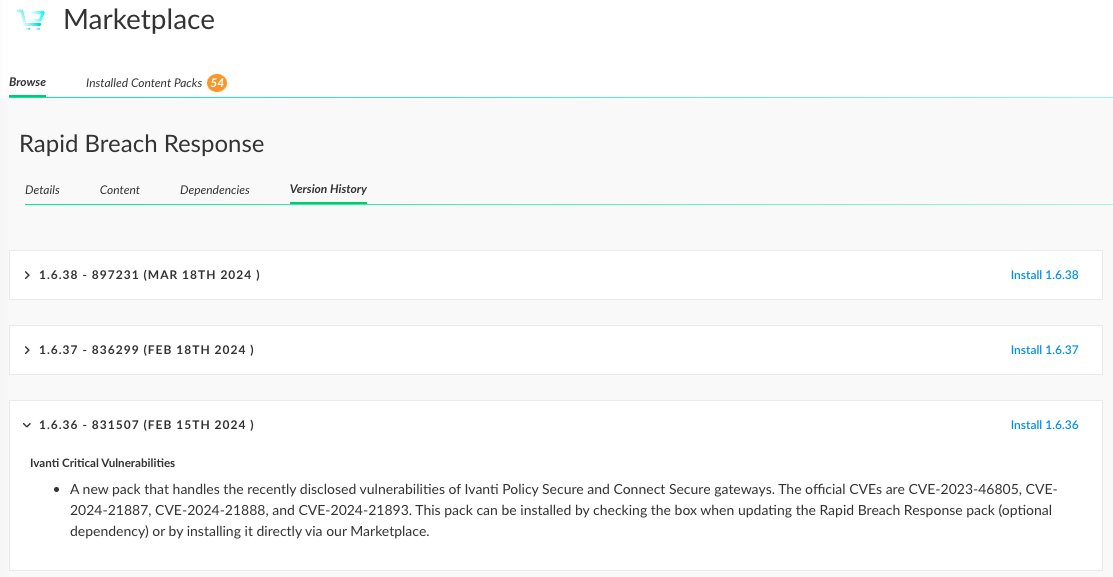 Marketplace
Browse
Installed Content Packs 54
Rapid Breach Response
Details
Content
Dependencies
Version History
1.6.38 - 897231 (MAR 18TH 2024 )
Install 1.6.38
1.6.37 - 836299 (FEB 18TH 2024 )
Install 1.6.37
1.6.36 - 831507 (FEB 15TH 2024 )
Install 1.6.36
Ivanti Critical Vulnerabilities
• A new pack that handles the recently disclosed vulnerabilities of Ivanti Policy Secure and Connect Secure gateways. The official CVEs are CVE-2023-46805, CVE-
2024-21887, CVE-2024-21888, and CVE-2024-21893. This pack can be installed by checking the box when updating the Rapid Breach Response pack (optional
dependency) or by installing it directly via our Marketplace.